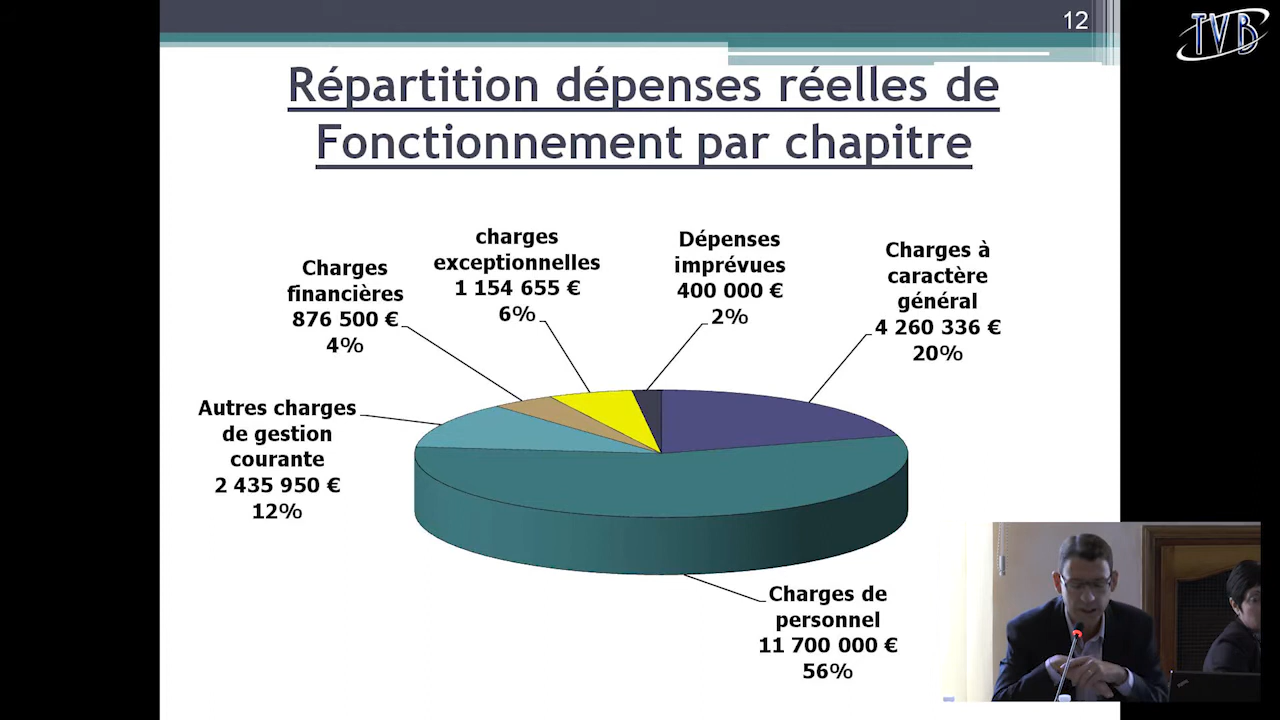 12
TVB
Répartition dépenses réelles de
Fonctionnement par chapitre
charges
exceptionnelles
1 154 655 €
6%
Dépenses
imprévues
400 000 €
2%
Charges à
caractère
général
4 260 336 €
20%
Charges
financières
876 500 €
4%
Autres charges
de gestion
courante
2 435 950 €
12%
Charges de
personnel
11 700 000 €
56%